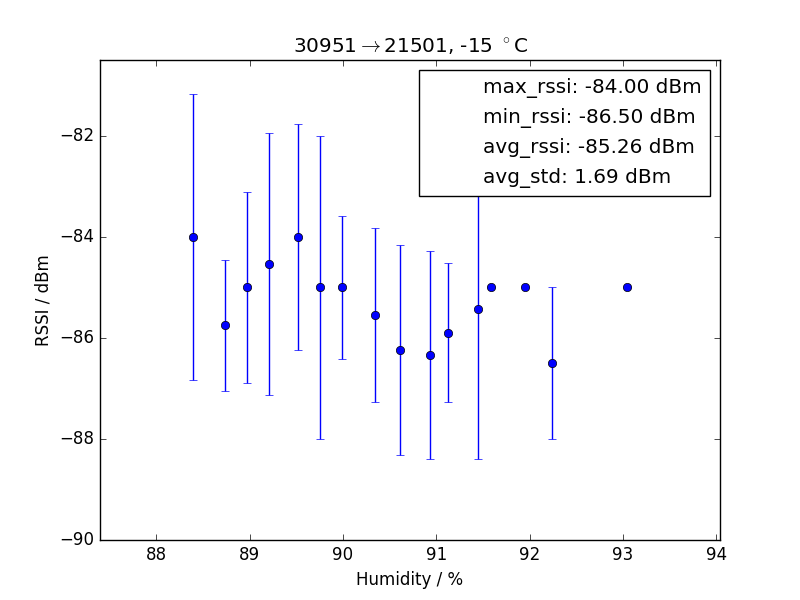 30951→21501, -15 °C
max_rssi: -84.00 dBm
min_rssi: -86.50 dBm
avg_rssi: -85.26 dBm
avg_std: 1.69 dBm
RSSI / dBm
−82
−84
−86
−88
−90
88 89 90 91 92 93 94
Humidity / %